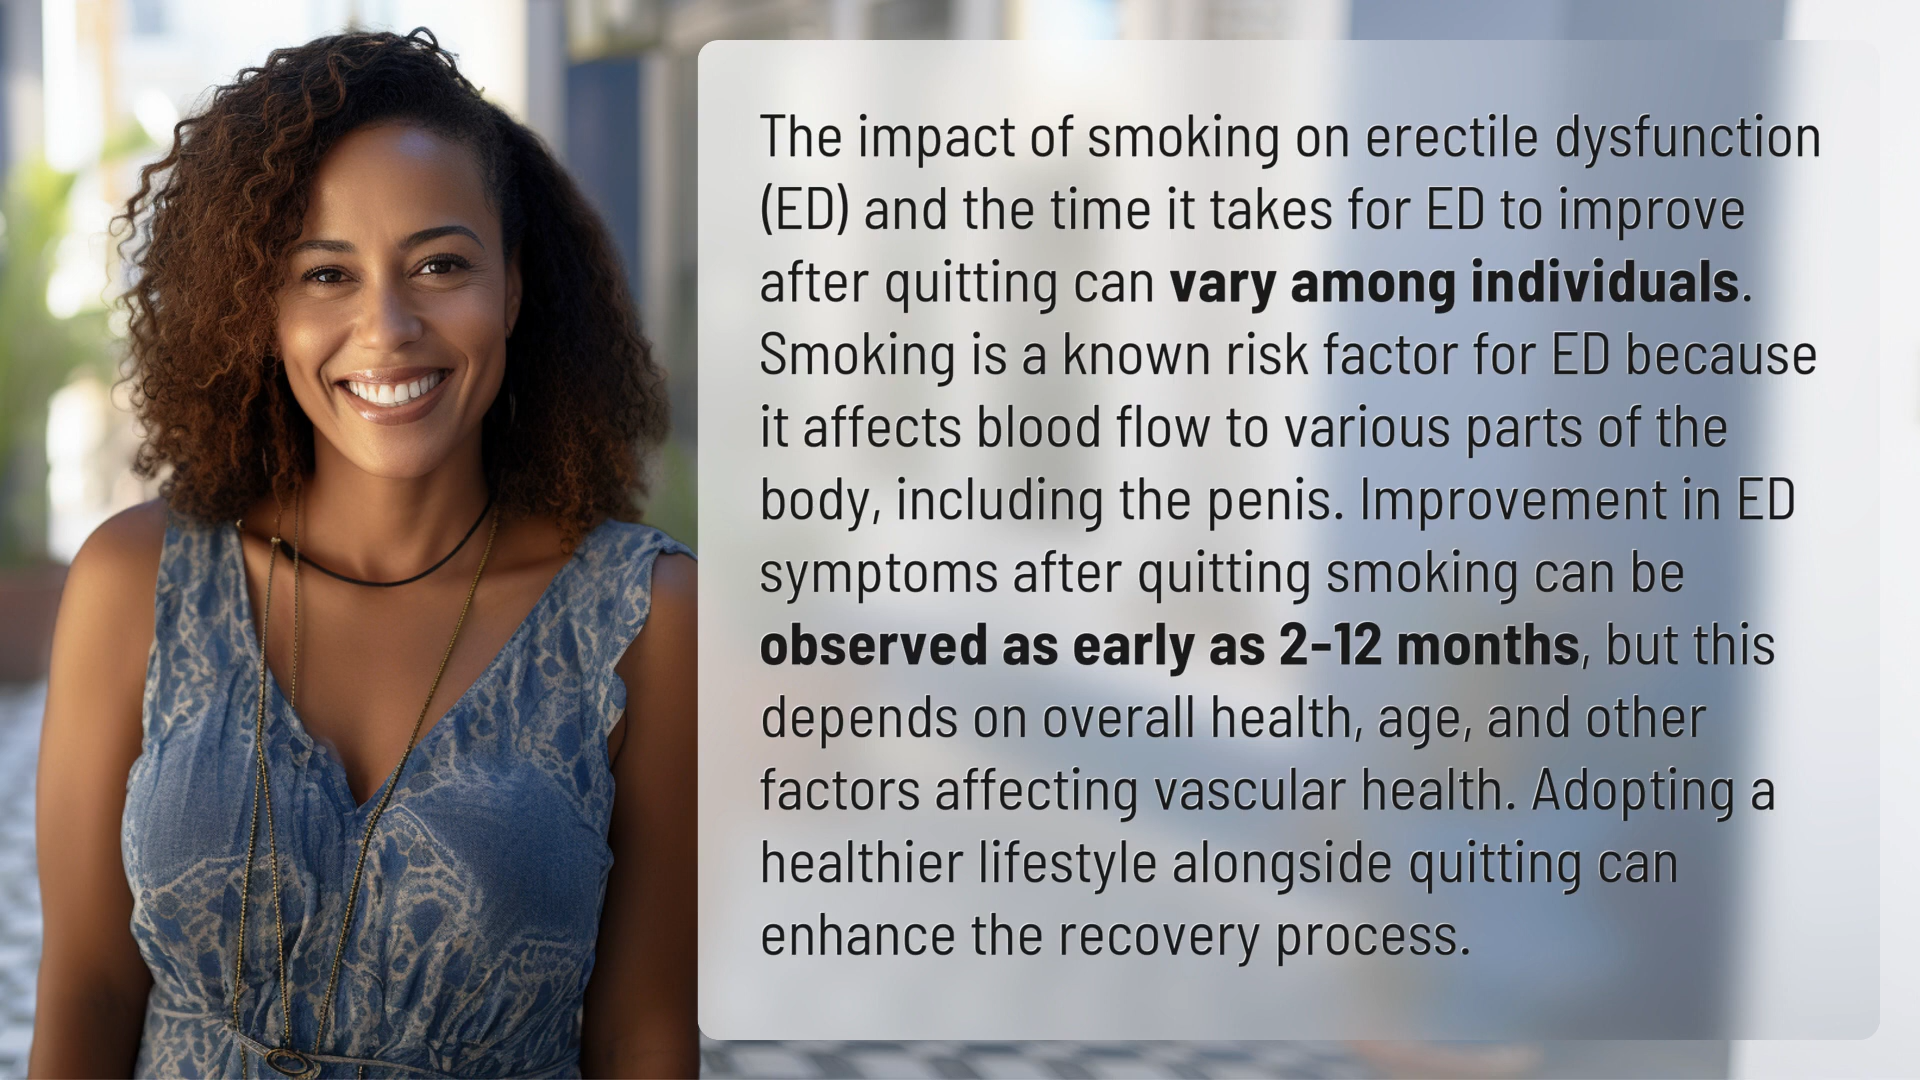 The impact of smoking on erectile dysfunction
(ED) and the time it takes for ED to improve
after quitting can vary among individuals.
Smoking is a known risk factor for ED because
it affects blood flow to various parts of the
body, including the penis. Improvement in ED
symptoms after quitting smoking can be
observed as early as 2-12 months, but this
depends on overall health, age, and other
factors affecting vascular health. Adopting a
healthier lifestyle alongside quitting can
enhance the recovery process.